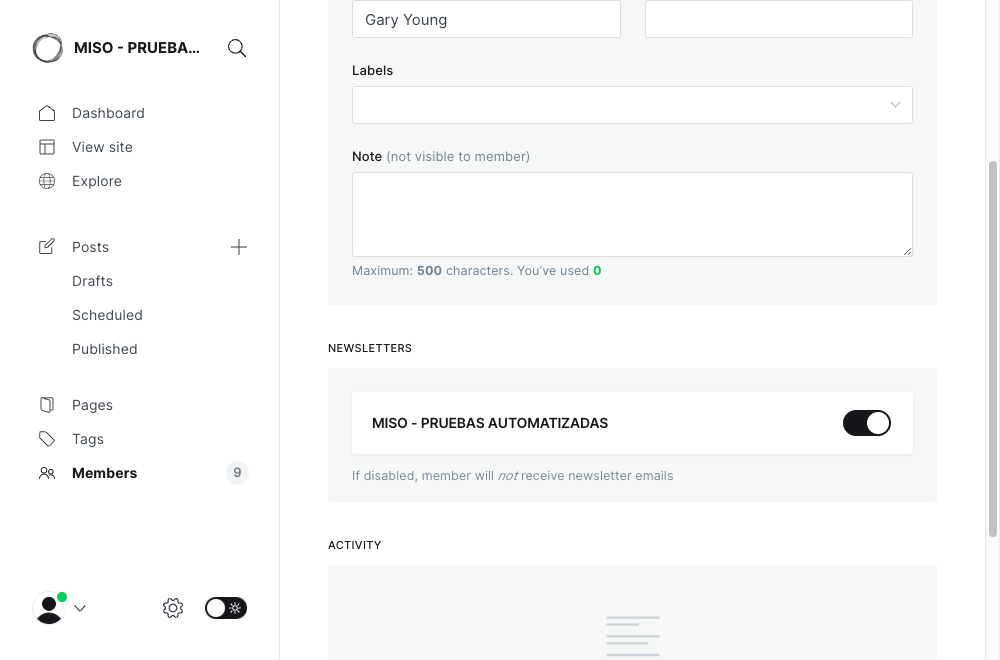 MISO - PRUEBA...
Dashboard
View site
Explore
Posts
Drafts
Scheduled
Published
Pages
Tags
Members
9
Gary Young
Labels
Note (not visible to member)
Maximum: 500 characters. You’ve used 0
NEWSLETTERS
MISO - PRUEBAS AUTOMATIZADAS
If disabled, member will not receive newsletter emails
ACTIVITY